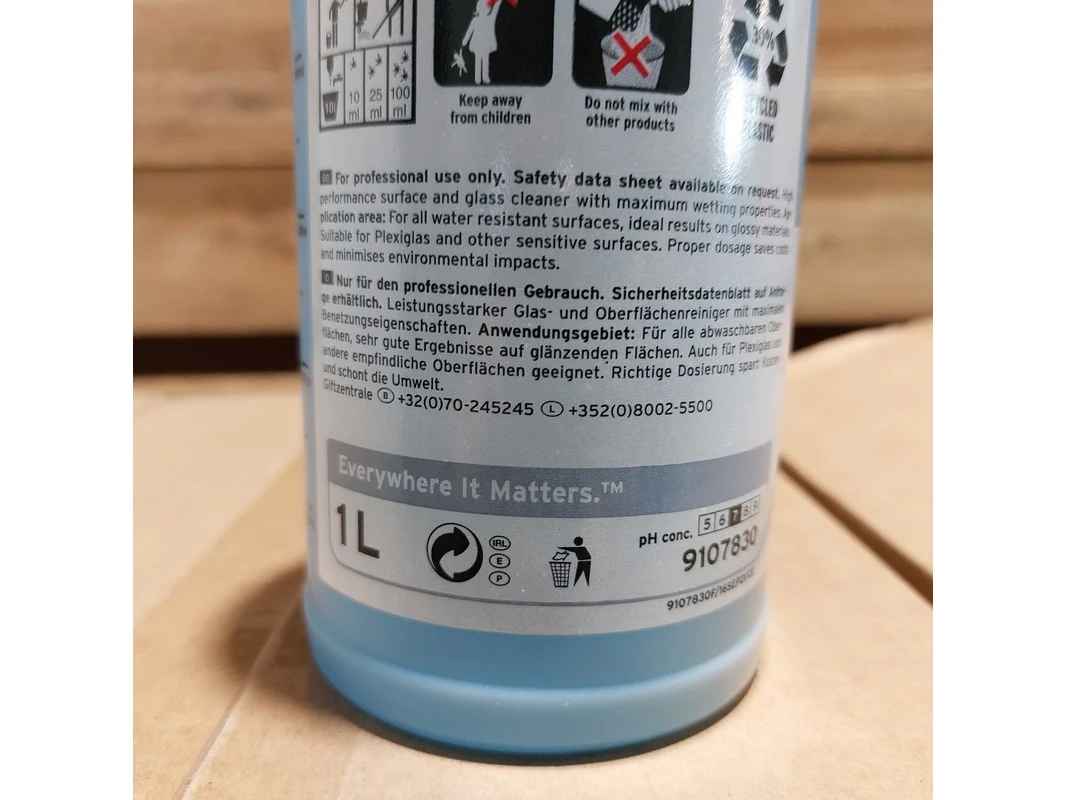 10L
10 ml
25 ml
100 ml
Keep away
from children
Do not mix with
other products
30%
For professional use only. Safety data sheet available on request. High
performance surface and glass cleaner with maximum wetting properties. Ap-
plication area: For all water resistant surfaces, ideal results on glossy materials.
Suitable for Plexiglas and other sensitive surfaces. Proper dosage saves costs
and minimises environmental impacts.
D Nur für den professionellen Gebrauch. Sicherheitsdatenblatt auf Anfra-
ge erhältlich. Leistungsstarker Glas- und Oberflächenreiniger mit maximalen
Benetzungseigenschaften. Anwendungsgebiet: Für alle abwaschbaren Ober-
flächen, sehr gute Ergebnisse auf glänzenden Flächen. Auch für Plexiglas und
andere empfindliche Oberflächen geeignet. Richtige Dosierung spart Kosten
und schont die Umwelt.
Giftzentrale B +32(0)70-245245 L +352(0)8002-5500
Everywhere It Matters.™
1L
IRL
E
P
pH conc. 5 6 7 8 9
9107830